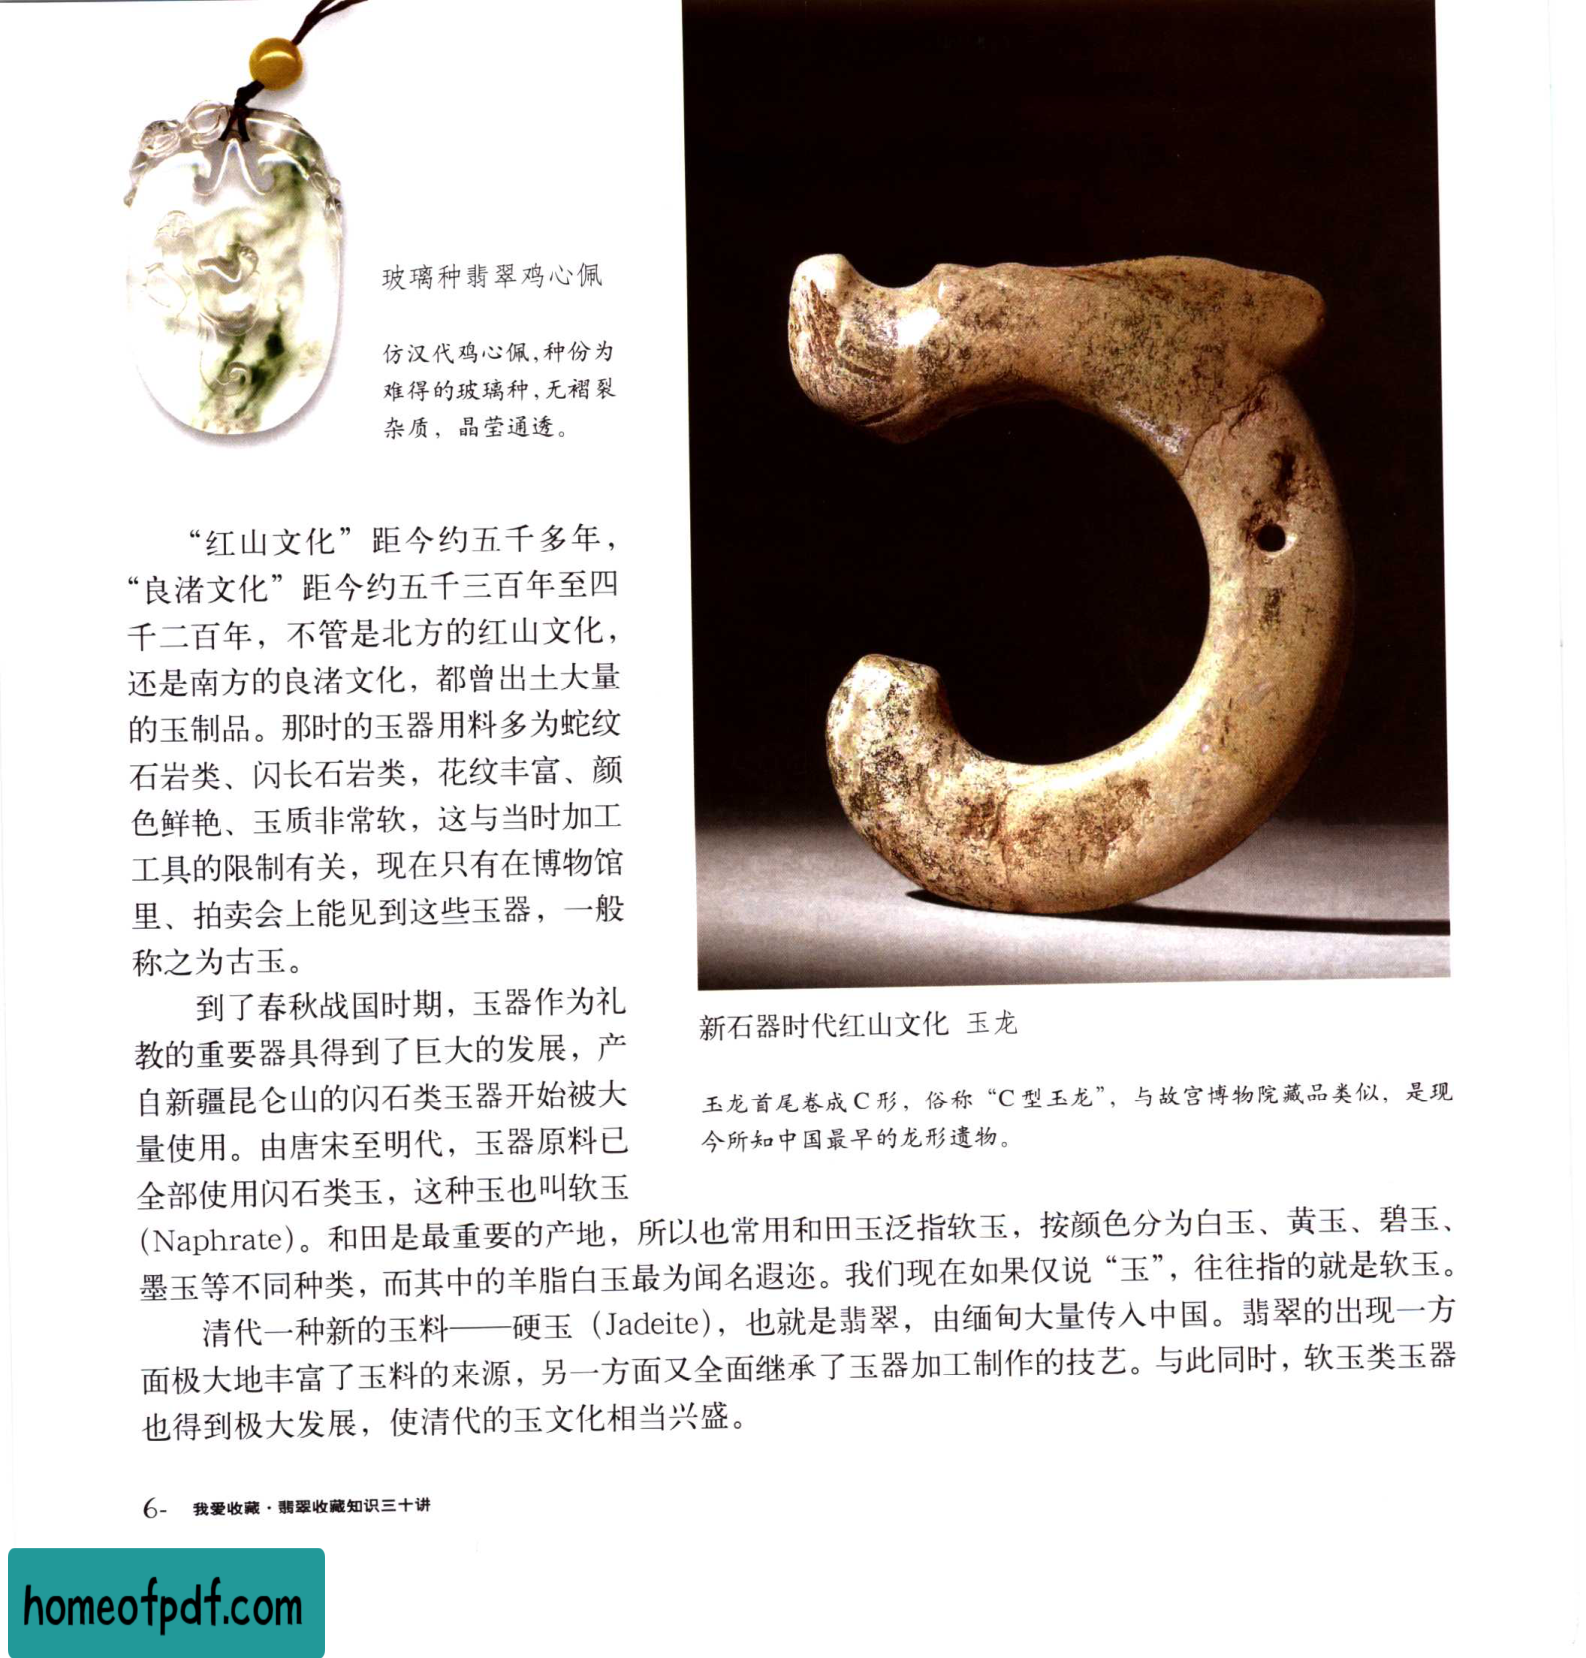 玻璃种翡翠鸡心佩
仿汉代鸡心佩，种份为
难得的玻璃种，无褶裂
杂质，晶莹通透。
“红山文化”距今约五千多年，
“良渚文化”距今约五千三百年至四
千二百年，不管是北方的红山文化，
还是南方的良渚文化，都曾出土大量
的玉制品。那时的玉器用料多为蛇纹
石岩类、闪长石岩类，花纹丰富、颜
色鲜艳、玉质非常软，这与当时加工
工具的限制有关，现在只有在博物馆
里、拍卖会上能见到这些玉器，一般
称之为古玉。
到了春秋战国时期，玉器作为礼
教的重要器具得到了巨大的发展，产
自新疆昆仑山的闪石类玉器开始被大
量使用。由唐宋至明代，玉器原料已
全部使用闪石类玉，这种玉也叫软玉
(Naphrate)。和田是最重要的产地，所以也常用和田玉泛指软玉，按颜色分为白玉、黄玉、碧玉、
墨玉等不同种类，而其中的羊脂白玉最为闻名遐迩。我们现在如果仅说“玉”，往往指的就是软玉。
清代一种新的玉料——硬玉（Jadeite），也就是翡翠，由缅甸大量传入中国。翡翠的出现一方
面极大地丰富了玉料的来源，另一方面又全面继承了玉器加工制作的技艺。与此同时，软玉类玉器
也得到极大发展，使清代的玉文化相当兴盛。
新石器时代红山文化 玉龙
玉龙首尾卷成C形，俗称“C型玉龙”，与故宫博物院藏品类似，是现
今所知中国最早的龙形遗物。
6- 我爱收藏·翡翠收藏知识三十讲
homeofpdf.com